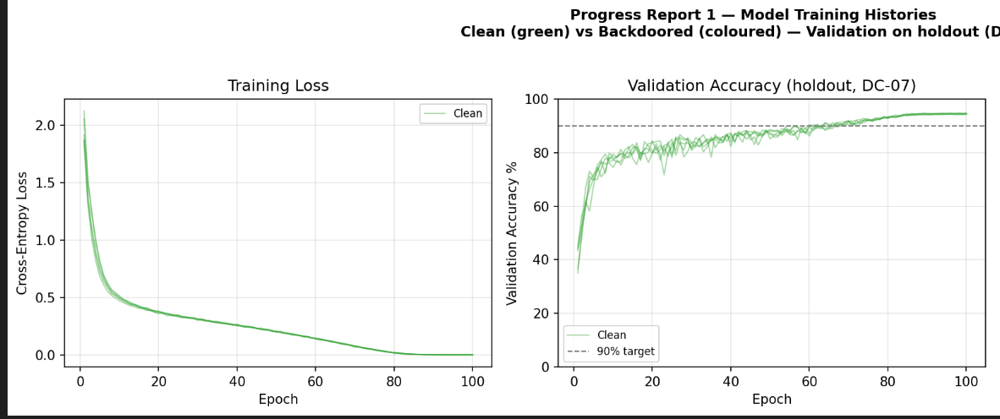 Progress Report 1 — Model Training Histories
Clean (green) vs Backdoored (coloured) — Validation on holdout (D
Training Loss
Cross-Entropy Loss
2.0
1.5
1.0
0.5
0.0
Clean
0 20 40 60 80 100
Epoch
Validation Accuracy (holdout, DC-07)
Validation Accuracy %
100
80
60
40
20
0
Clean
90% target
0 20 40 60 80 100
Epoch